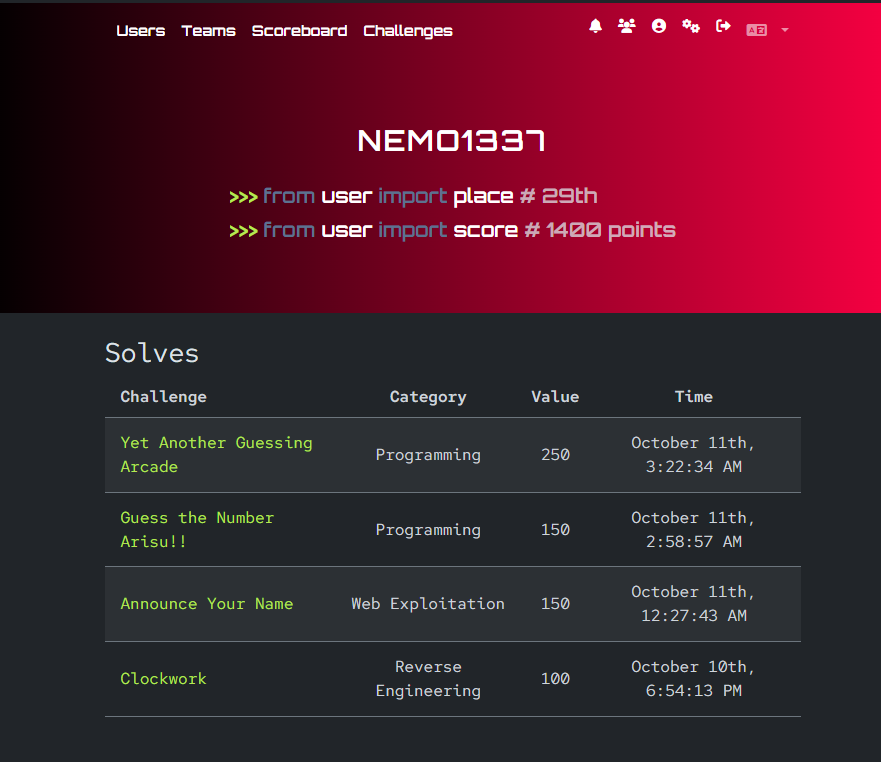 Users Teams Scoreboard Challenges
NEMO1337
>>> from user import place # 29th
>>> from user import score # 1400 points
Solves
Challenge Category Value Time
Yet Another Guessing Arcade Programming 250 October 11th, 3:22:34 AM
Guess the Number Arisu!! Programming 150 October 11th, 2:58:57 AM
Announce Your Name Web Exploitation 150 October 11th, 12:27:43 AM
Clockwork Reverse Engineering 100 October 10th, 6:54:13 PM